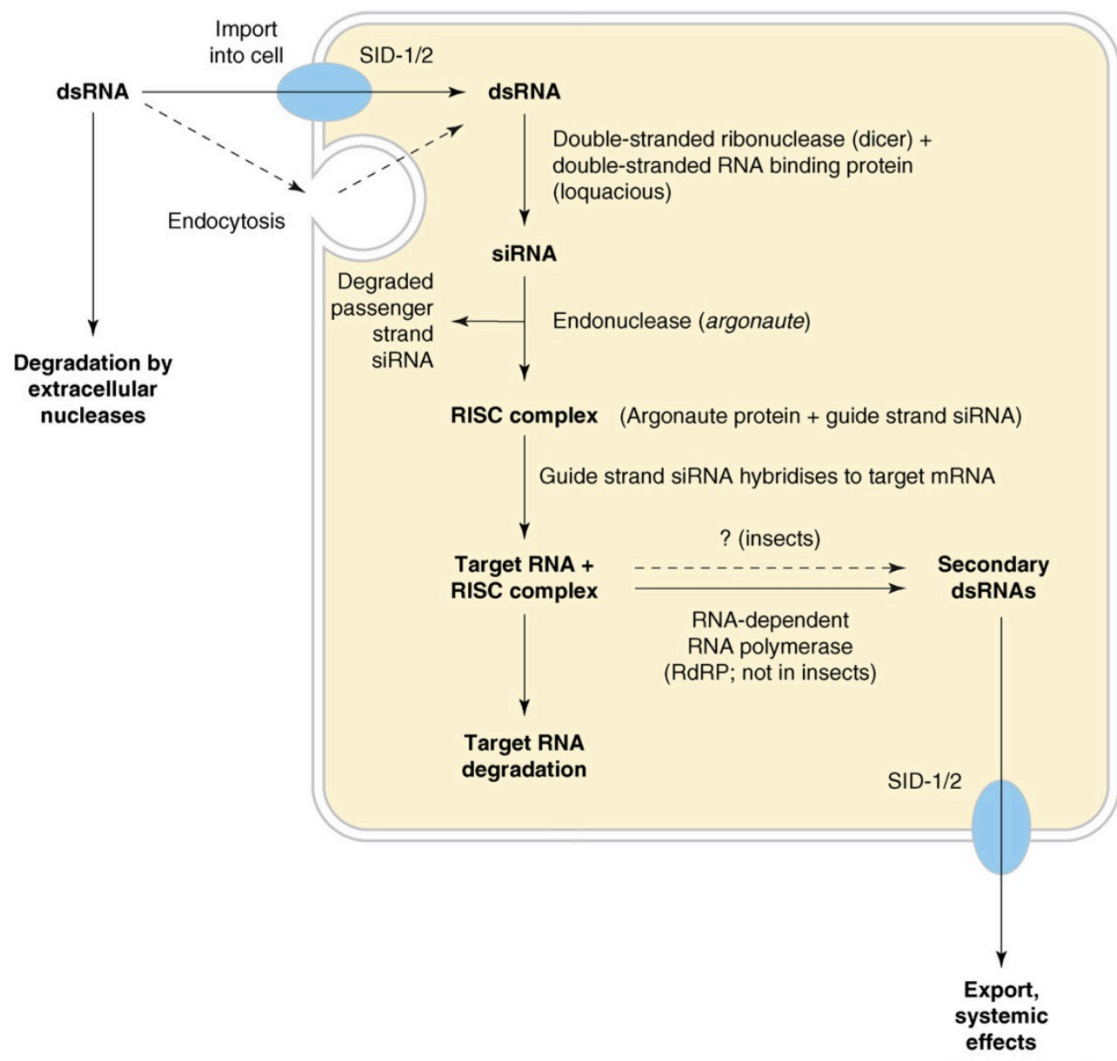 Import
into cell
SID-1/2
dsRNA
dsRNA
Double-stranded ribonuclease (dicer) +
double-stranded RNA binding protein
(loquacious)
Endocytosis
siRNA
Degraded
passenger
strand
siRNA
Endonuclease (argonaute)
Degradation by
extracellular
nucleases
RISC complex (Argonaute protein + guide strand siRNA)
Guide strand siRNA hybridises to target mRNA
Target RNA +
RISC complex
? (insects)
RNA-dependent
RNA polymerase
(RdRP; not in insects)
Secondary
dsRNAs
Target RNA
degradation
SID-1/2
Export,
systemic
effects